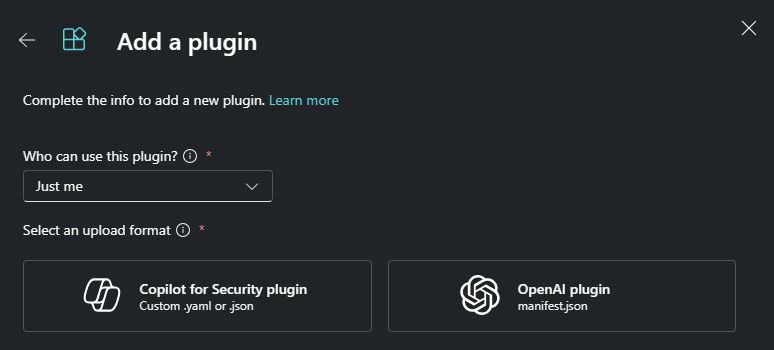 Add a plugin
Complete the info to add a new plugin. Learn more
Who can use this plugin? *
Just me
Select an upload format *
Copilot for Security plugin
Custom .yaml or .json
OpenAI plugin
manifest.json